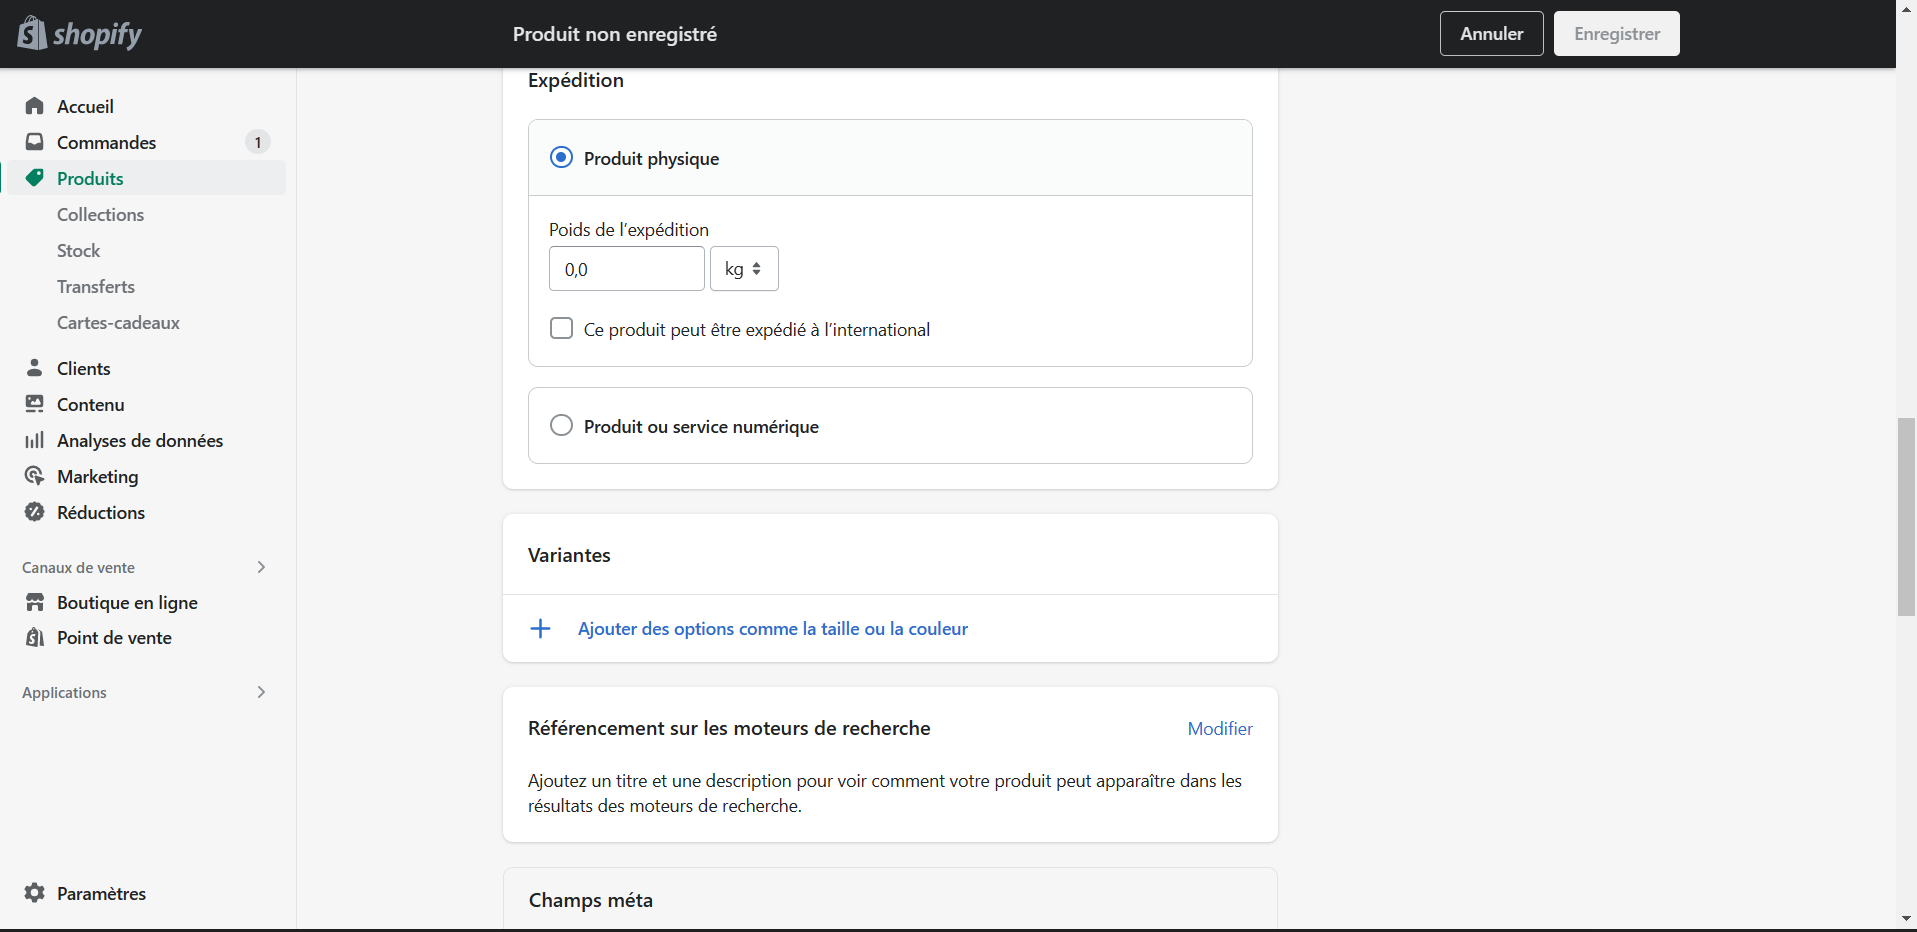 shopify
Produit non enregistré
Annuler
Enregistrer
Accueil
Commandes
1
Produits
Collections
Stock
Transferts
Cartes-cadeaux
Clients
Contenu
Analyses de données
Marketing
Réductions
Canaux de vente
Boutique en ligne
Point de vente
Applications
Paramètres
Expédition
Produit physique
Poids de l’expédition
0,0
kg
Ce produit peut être expédié à l’international
Produit ou service numérique
Variantes
Ajouter des options comme la taille ou la couleur
Référencement sur les moteurs de recherche
Modifier
Ajoutez un titre et une description pour voir comment votre produit peut apparaître dans les
résultats des moteurs de recherche.
Champs méta